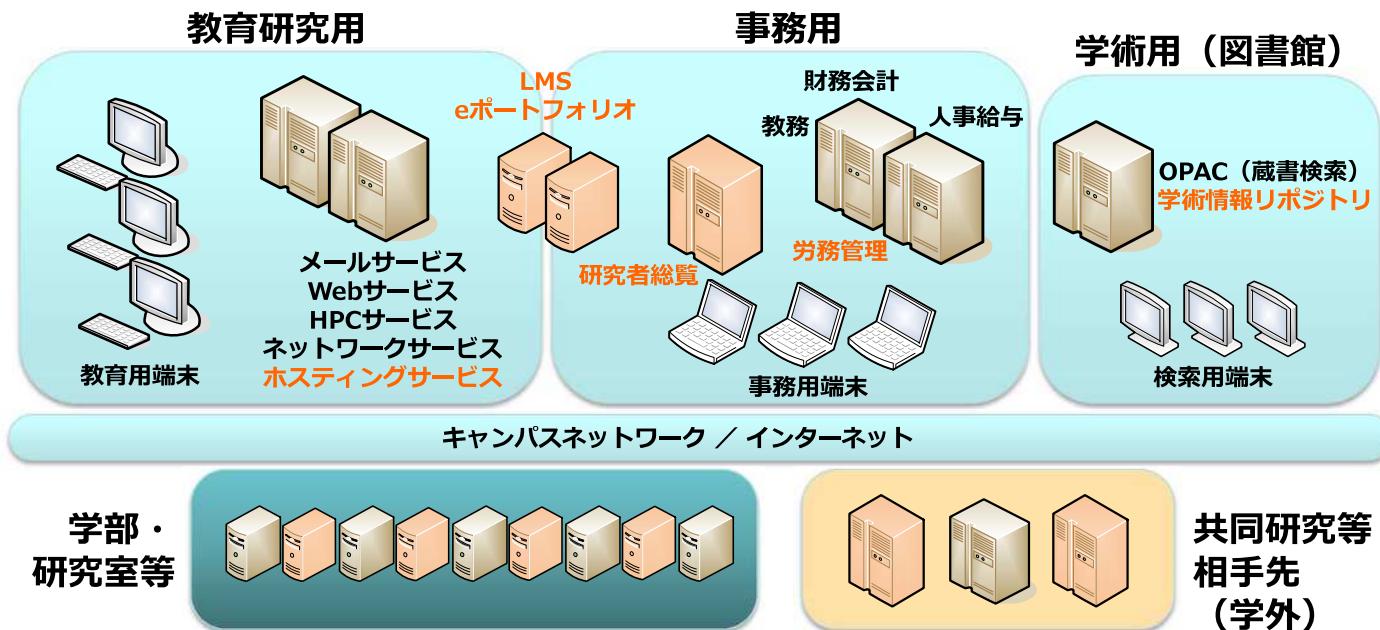 教育研究用
事務用
学術用（図書館）
LMS
eポートフォリオ
財務会計
教務
人事給与
OPAC（蔵書検索）
学術情報リポジトリ
研究者総覧
労務管理
メールサービス
Webサービス
HPCサービス
ネットワークサービス
ホスティングサービス
教育用端末
事務用端末
検索用端末
キャンパスネットワーク ／ インターネット
学部・
研究室等
共同研究等
相手先
（学外）